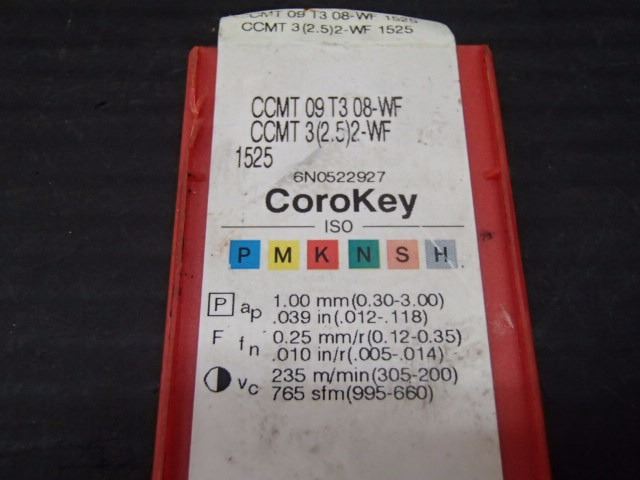 CCMT 09 T3 08-WF 1525
CCMT 3(2.5)2-WF 1525
CCMT 09 T3 08-WF
CCMT 3(2.5)2-WF
1525
6N0522927
CoroKey
ISO
P M K N S H
P ap 1.00 mm(0.30-3.00)
.039 in(.012-.118)
F fn 0.25 mm/r(0.12-0.35)
.010 in/r(.005-.014)
vc 235 m/min(305-200)
765 sfm(995-660)